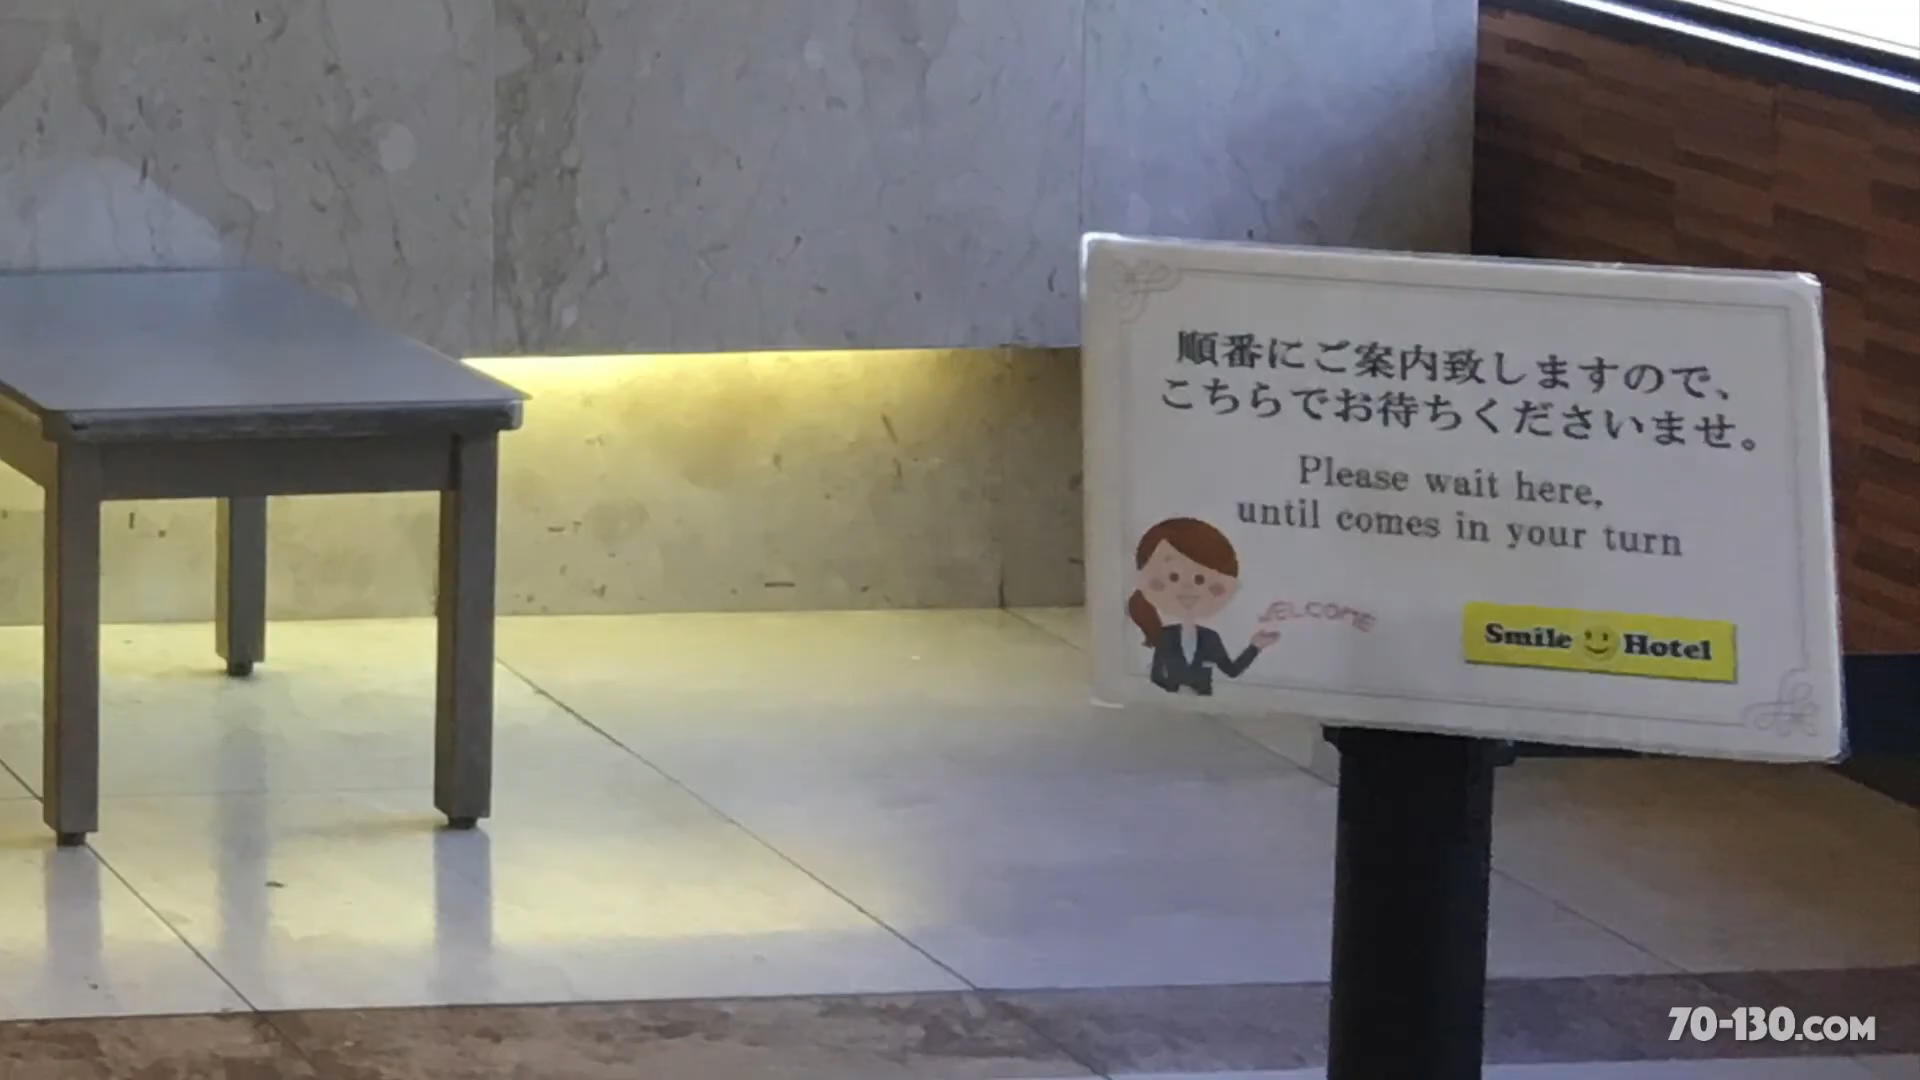 順番にご案内致しますので、
こちらでお待ちくださいませ。
Please wait here,
until comes in your turn
WELCOME
Smile Hotel
70-130.COM